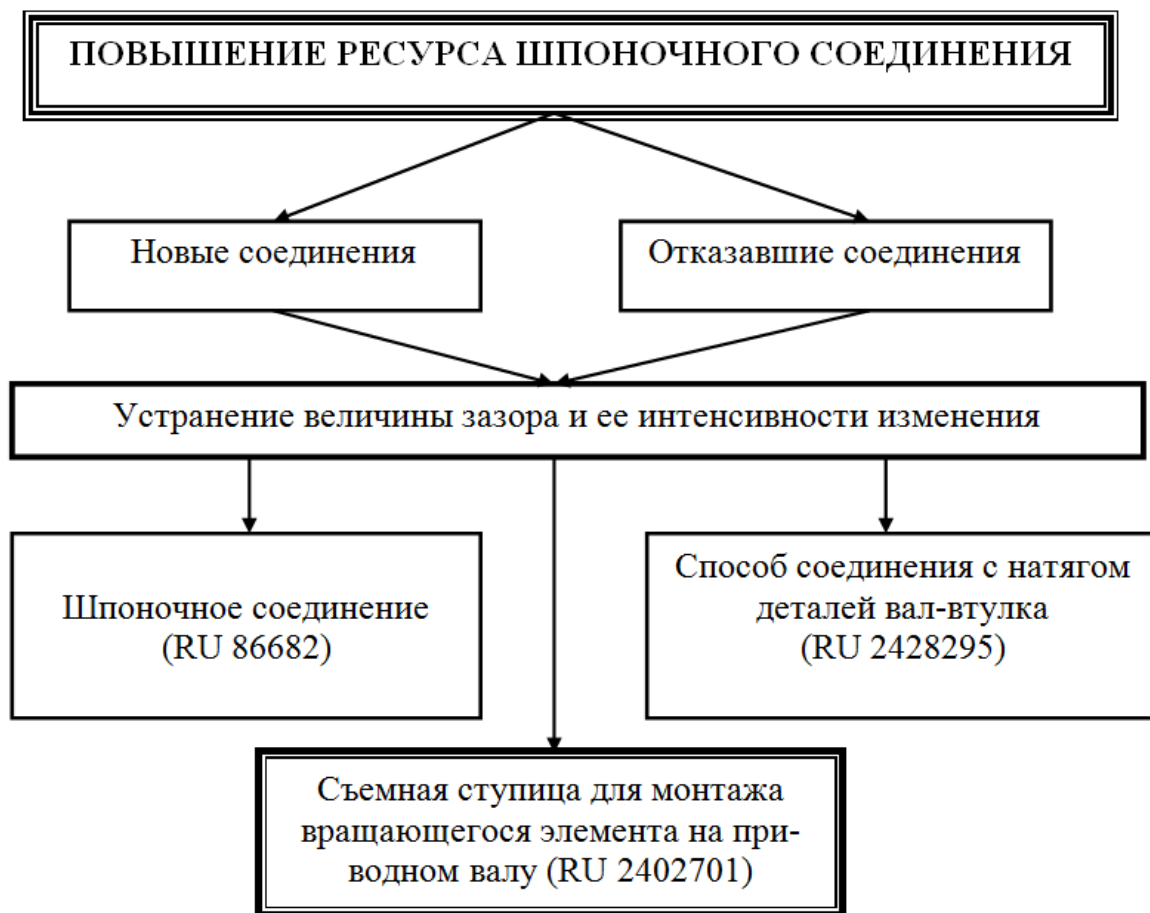 ПОВЫШЕНИЕ РЕСУРСА ШПОНОЧНОГО СОЕДИНЕНИЯ
Новые соединения
Отказавшие соединения
Устранение величины зазора и ее интенсивности изменения
Шпоночное соединение
(RU 86682)
Способ соединения с натягом
деталей вал-втулка
(RU 2428295)
Съемная ступица для монтажа
вращающегося элемента на при-
водном валу (RU 2402701)